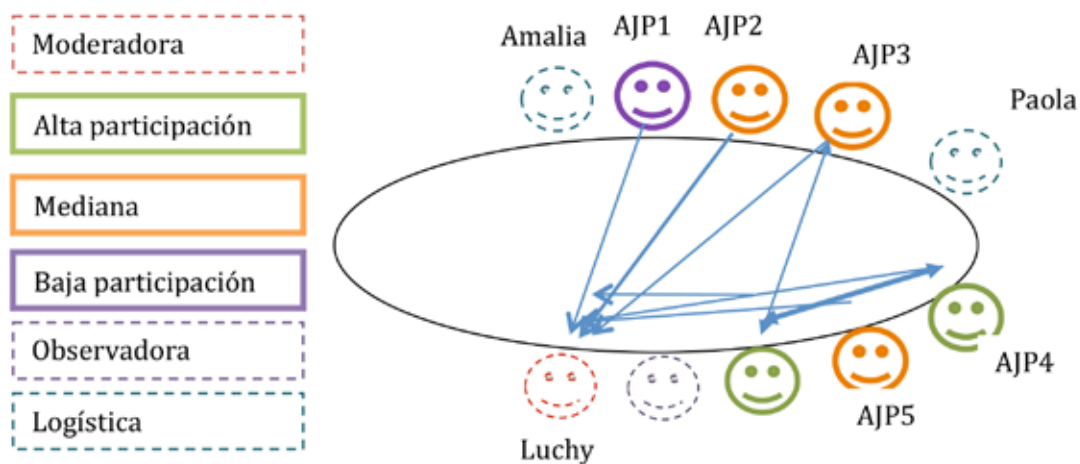 Moderadora
Alta participación
Mediana
Baja participación
Observadora
Logística
Amalia
AJP1
AJP2
AJP3
Paola
AJP4
AJP5
Luchy